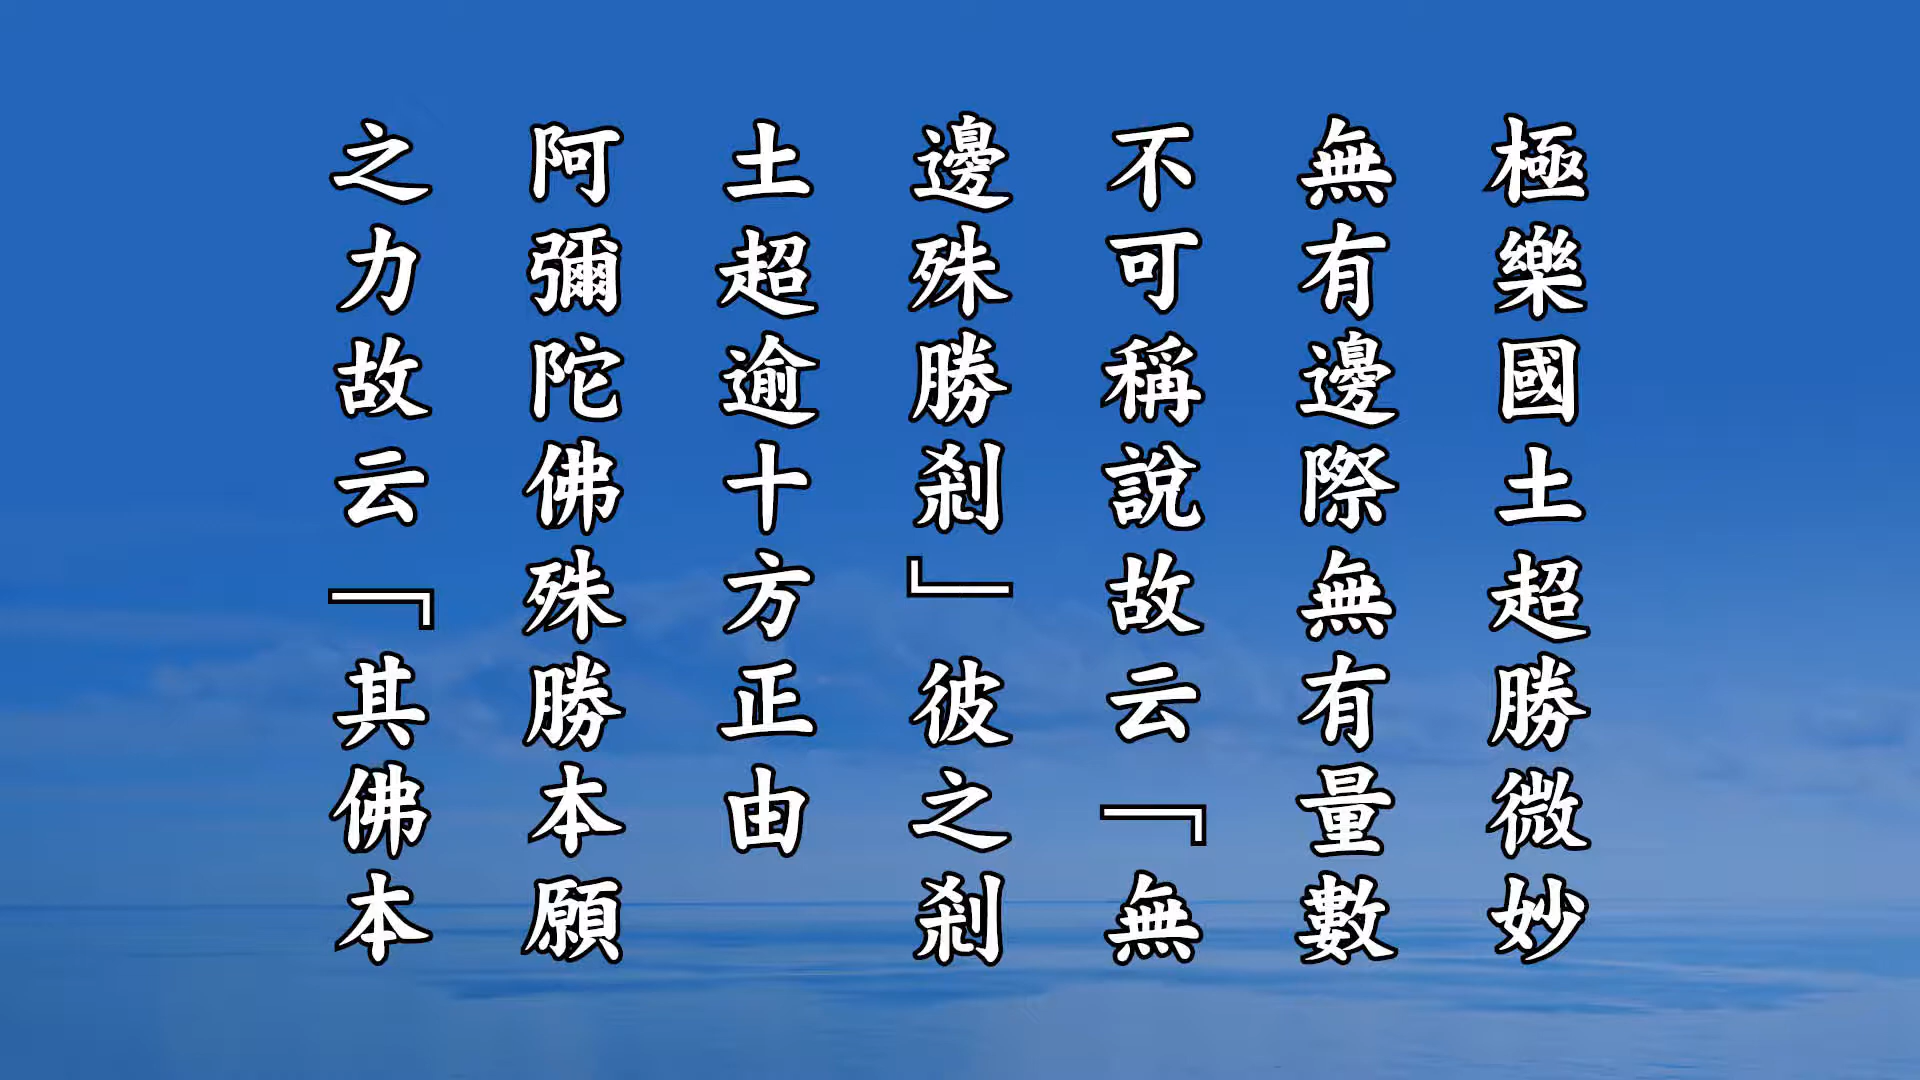 極樂國土超勝微妙
無有邊際無有量數
不可稱說故云「無
邊殊勝剎」彼之剎
土超逾十方正由
阿彌陀佛殊勝本願
之力故云「其佛本